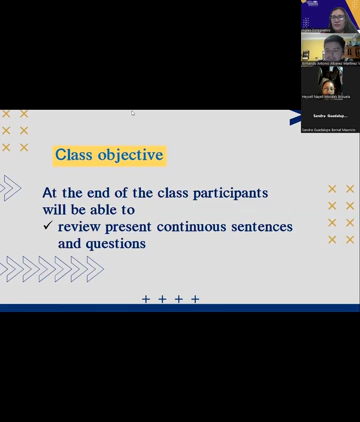 Class objective
At the end of the class participants
will be able to
✓ review present continuous sentences
and questions
Sandra Guadalup...
Sandra Guadalupe Bernal Mauricio